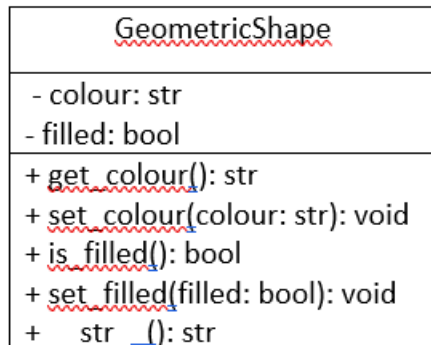 GeometricShape
- colour: str
- filled: bool
+ get_colour(): str
+ set_colour(colour: str): void
+ is_filled(): bool
+ set_filled(filled: bool): void
+ __str__(): str